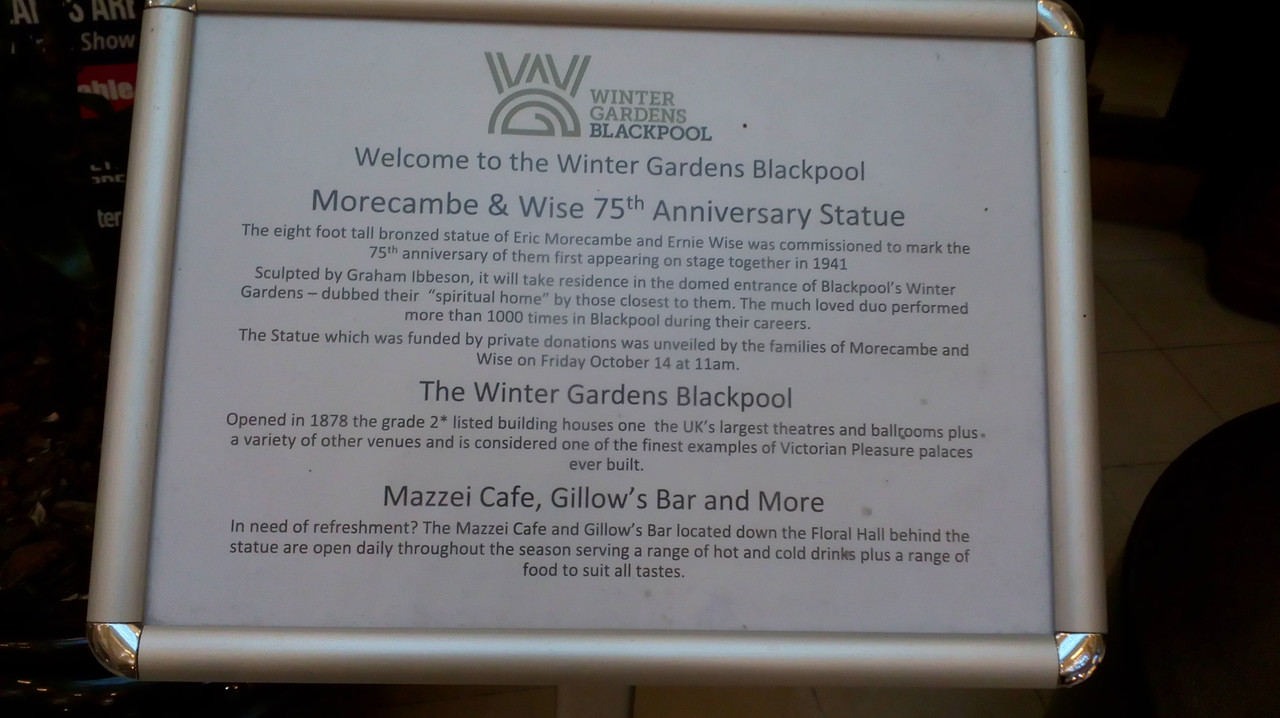 'S ARE
Show
able
ter
WINTER
GARDENS
BLACKPOOL
Welcome to the Winter Gardens Blackpool
Morecambe & Wise 75th Anniversary Statue
The eight foot tall bronzed statue of Eric Morecambe and Ernie Wise was commissioned to mark the
75th anniversary of them first appearing on stage together in 1941
Sculpted by Graham Ibbeson, it will take residence in the domed entrance of Blackpool's Winter
Gardens – dubbed their "spiritual home" by those closest to them. The much loved duo performed
more than 1000 times in Blackpool during their careers.
The Statue which was funded by private donations was unveiled by the families of Morecambe and
Wise on Friday October 14 at 11am.
The Winter Gardens Blackpool
Opened in 1878 the grade 2* listed building houses one the UK's largest theatres and ballrooms plus
a variety of other venues and is considered one of the finest examples of Victorian Pleasure palaces
ever built.
Mazzei Cafe, Gillow's Bar and More
In need of refreshment? The Mazzei Cafe and Gillow's Bar located down the Floral Hall behind the
statue are open daily throughout the season serving a range of hot and cold drinks plus a range of
food to suit all tastes.